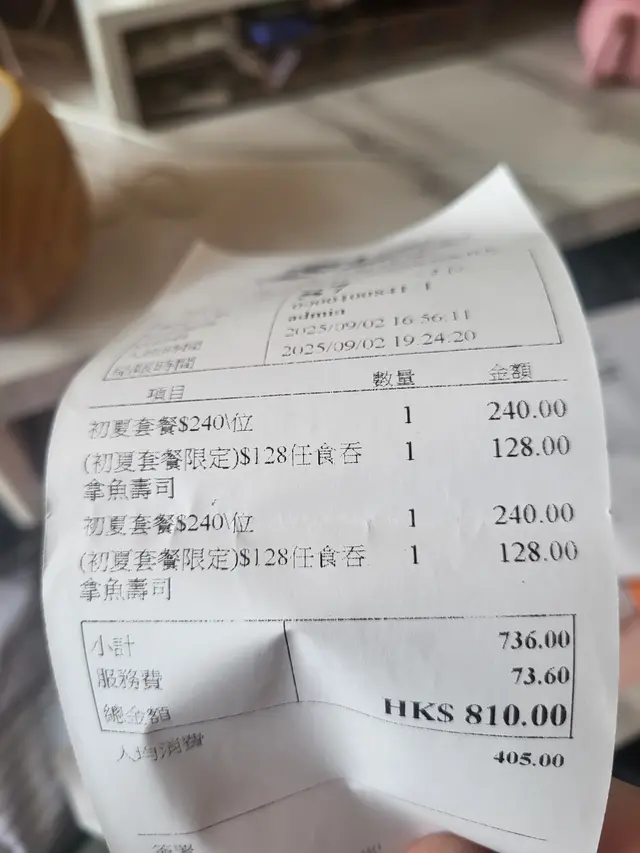 admin
2025/09/02 16:56:11
2025/09/02 19:24:20
項目 數量 金額
初夏套餐$240\位 1 240.00
(初夏套餐限定)$128任食吞 1 128.00
拿魚壽司
初夏套餐$240\位 1 240.00
(初夏套餐限定)$128任食吞 1 128.00
拿魚壽司
小計 736.00
服務費 73.60
總金額 HK$ 810.00
人均消費 405.00